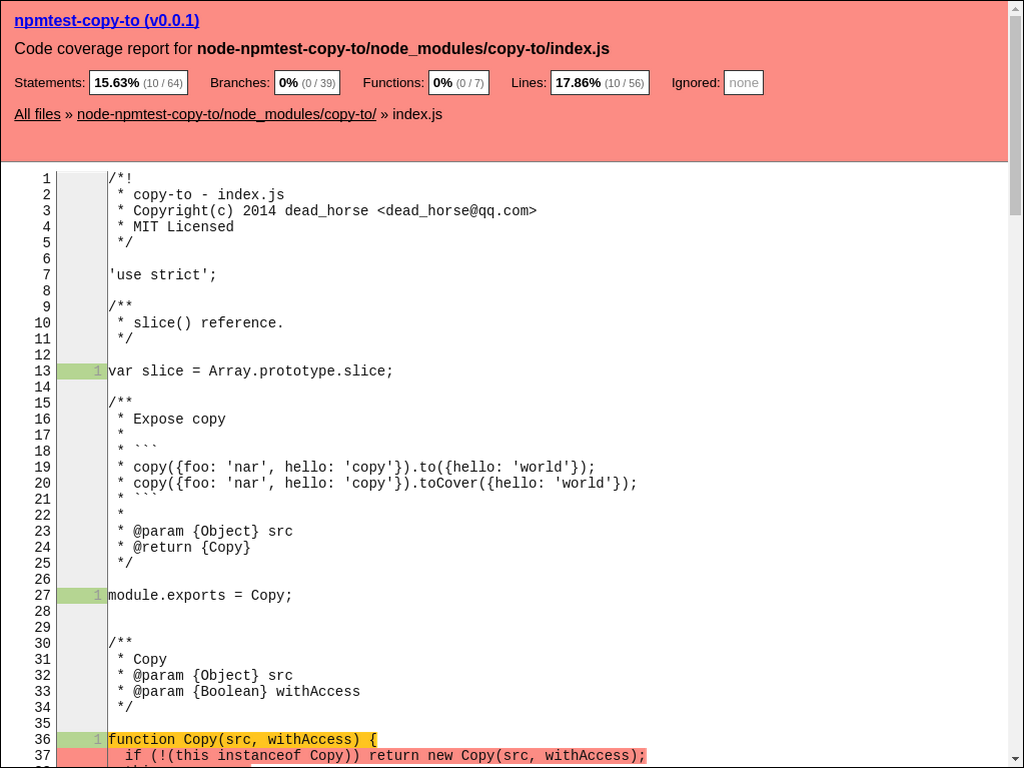 npmtest-copy-to (v0.0.1)
Code coverage report for node-npmtest-copy-to/node_modules/copy-to/index.js
Statements: 15.63% (10 / 64) Branches: 0% (0 / 39) Functions: 0% (0 / 7) Lines: 17.86% (10 / 56) Ignored: none
All files » node-npmtest-copy-to/node_modules/copy-to/ » index.js
1 /*!
2  * copy-to - index.js
3  * Copyright(c) 2014 dead_horse <dead_horse@qq.com>
4  * MIT Licensed
5  */
6
7 'use strict';
8
9 /**
10  * slice() reference.
11  */
12
13 1 var slice = Array.prototype.slice;
14
15 /**
16  * Expose copy
17  *
18  * ```
19  * copy({foo: 'nar', hello: 'copy'}).to({hello: 'world'});
20  * copy({foo: 'nar', hello: 'copy'}).toCover({hello: 'world'});
21  * ```
22  *
23  * @param {Object} src
24  * @return {Copy}
25  */
26
27 1 module.exports = Copy;
28
29
30 /**
31  * Copy
32  * @param {Object} src
33  * @param {Boolean} withAccess
34  */
35
36 1 function Copy(src, withAccess) {
37   if (!(this instanceof Copy)) return new Copy(src, withAccess);